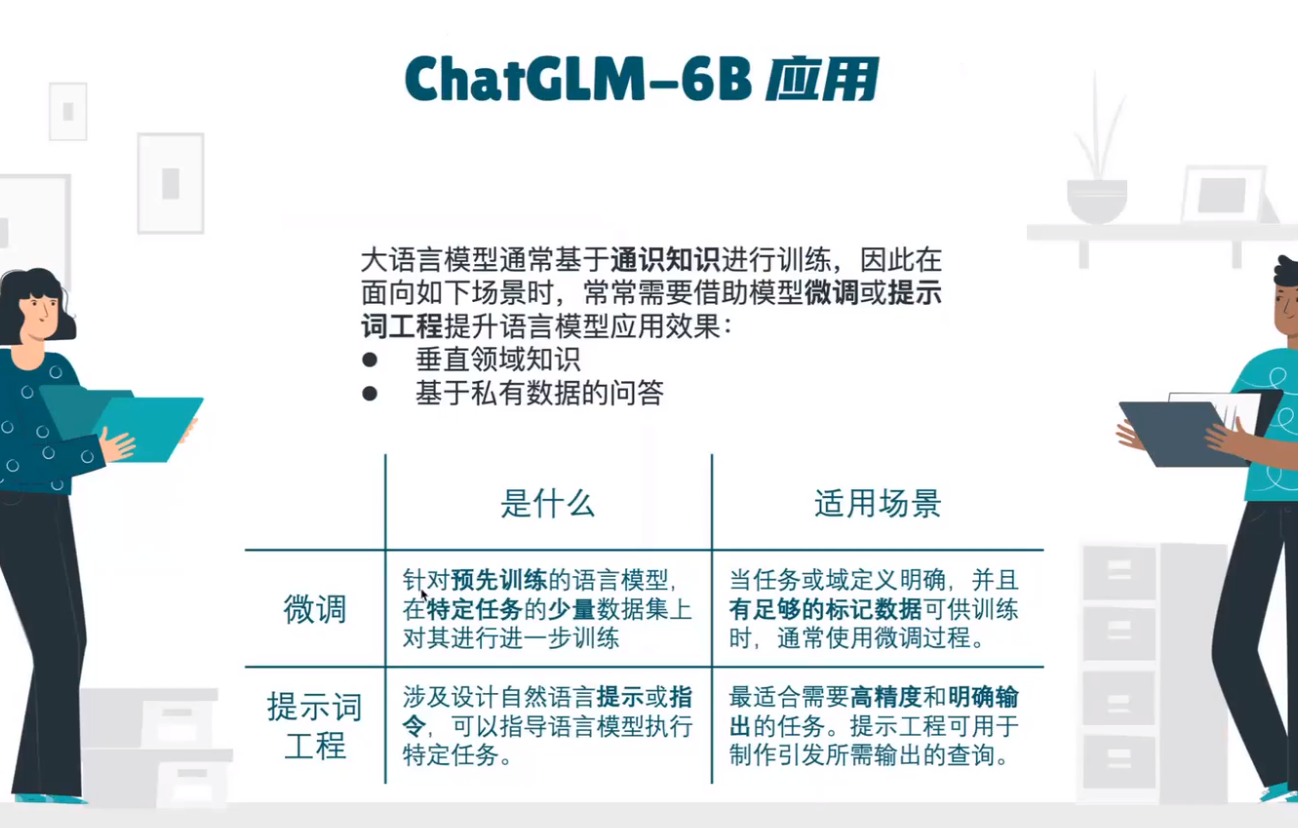 ChatGLM-6B 应用
大语言模型通常基于通识知识进行训练，因此在
面向如下场景时，常常需要借助模型微调或提示
词工程提升语言模型应用效果：
● 垂直领域知识
● 基于私有数据的问答
是什么
适用场景
微调
针对预先训练的语言模型，
在特定任务的少量数据集上
对其进行进一步训练
当任务或域定义明确，并且
有足够的标记数据可供训练
时，通常使用微调过程。
提示词
工程
涉及设计自然语言提示或指
令，可以指导语言模型执行
特定任务。
最适合需要高精度和明确输
出的任务。提示工程可用于
制作引发所需输出的查询。